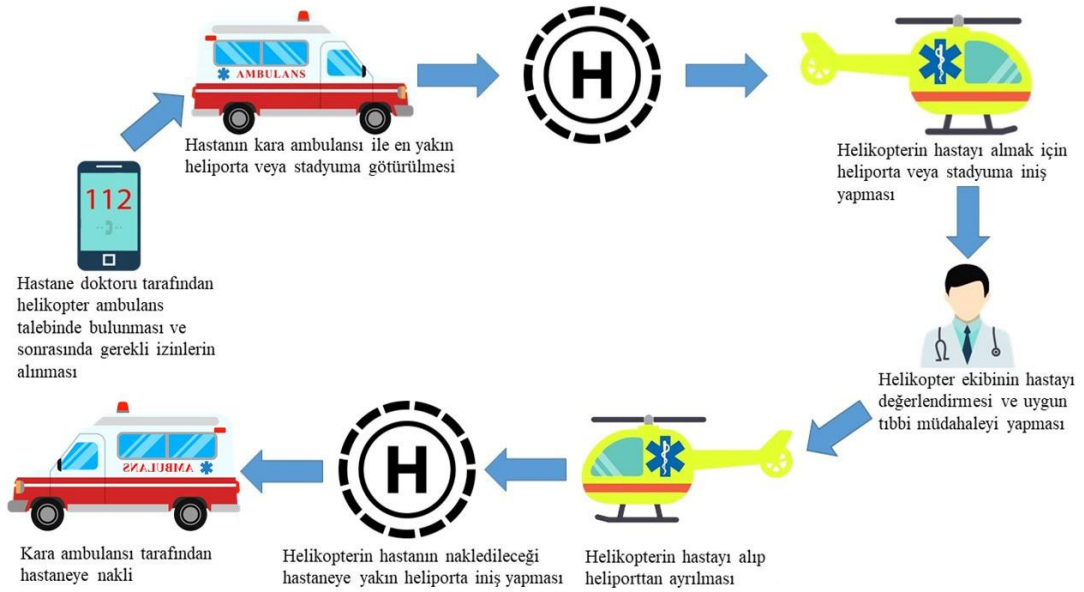 AMBULANS
H
Hastanın kara ambulansı ile en yakın
heliporta veya stadyuma götürülmesi
Helikopterin hastayı almak için
heliporta veya stadyuma iniş
yapması
112
Hastane doktoru tarafından
helikopter ambulans
talebinde bulunması ve
sonrasında gerekli izinlerin
alınması
Helikopter ekibinin hastayı
değerlendirmesi ve uygun
tıbbi müdahaleyi yapması
Helikopterin hastayı alıp
heliporttan ayrılması
H
Helikopterin hastanın nakledileceği
hastaneye yakın heliporta iniş yapması
AMBULANS
Kara ambulansı tarafından
hastaneye nakli